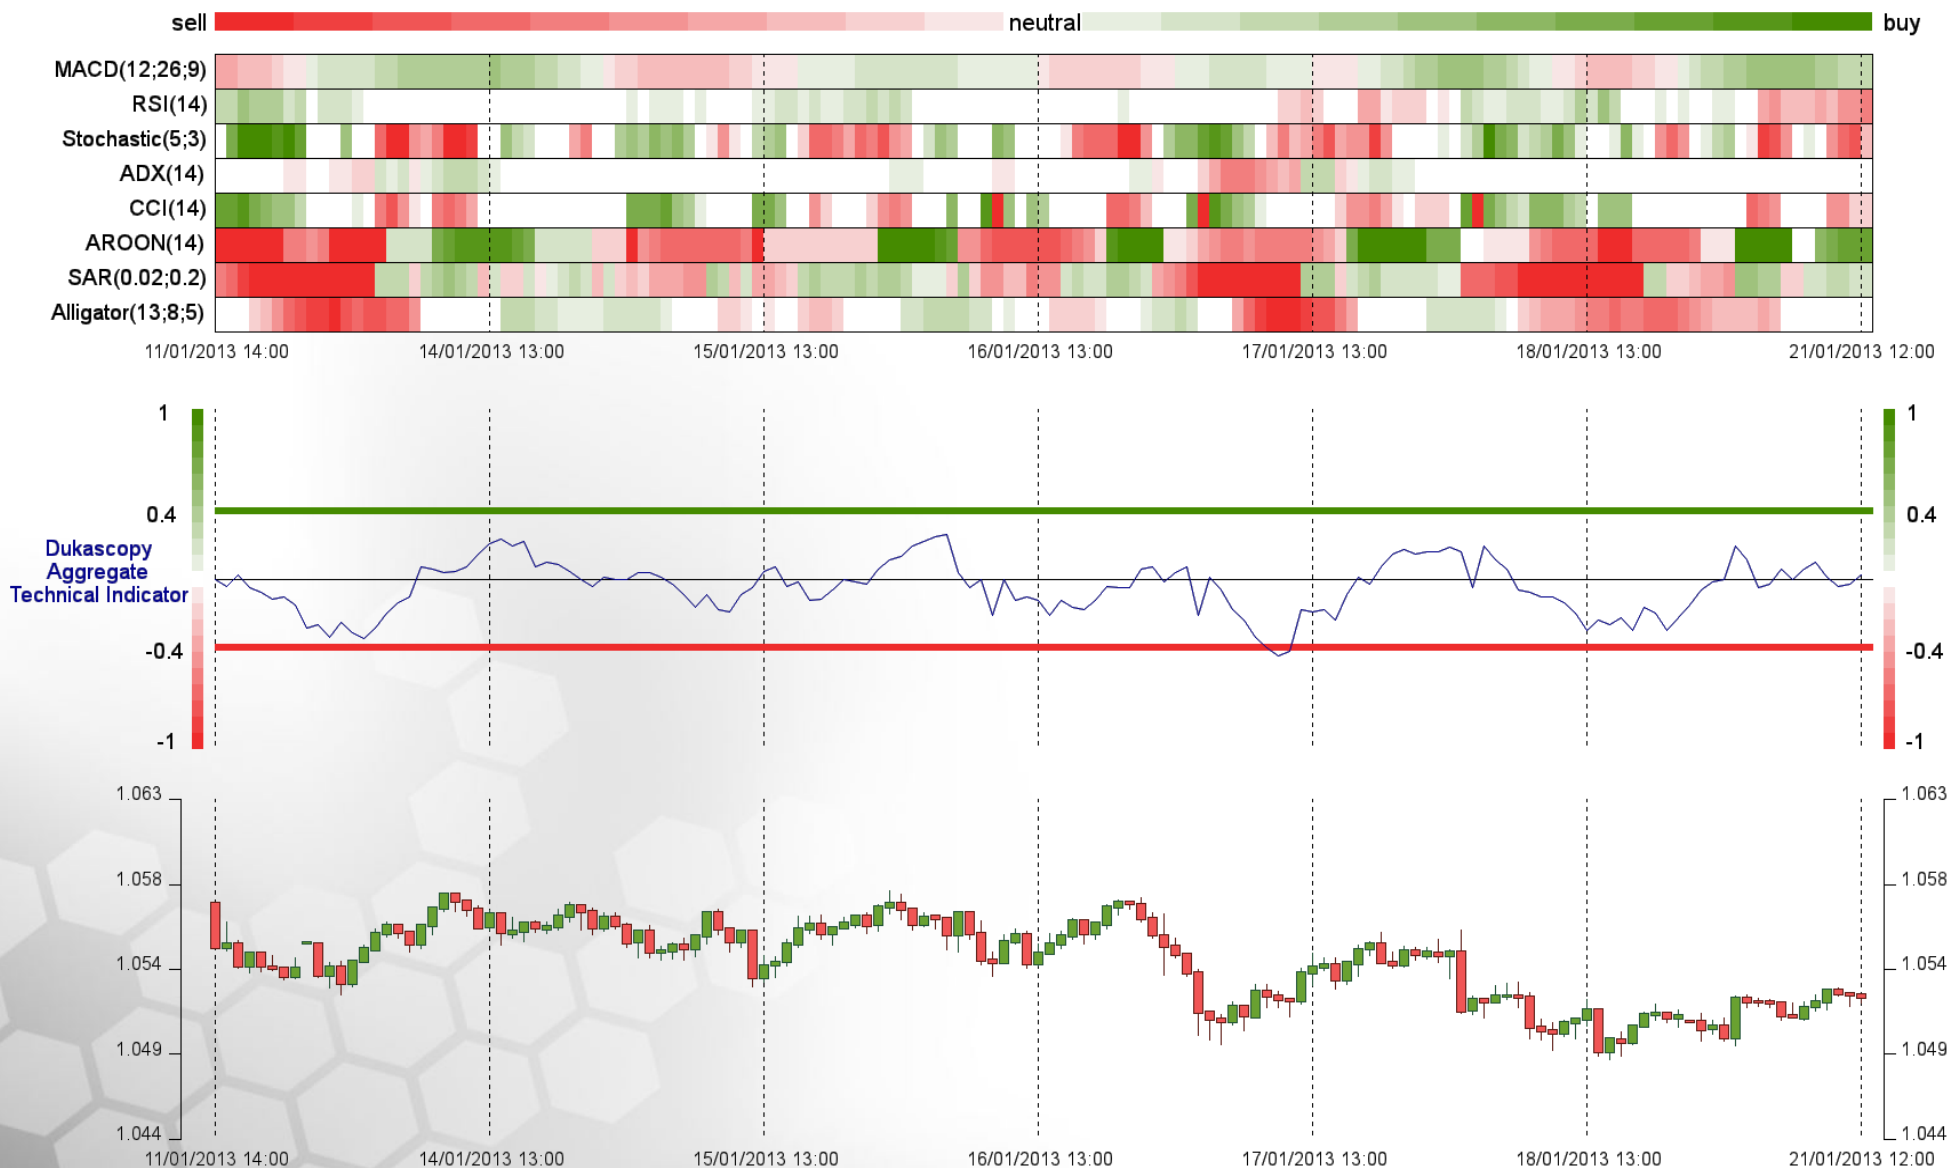 sell neutral buy
MACD(12;26;9)
RSI(14)
Stochastic(5;3)
ADX(14)
CCI(14)
AROON(14)
SAR(0.02;0.2)
Alligator(13;8;5)
11/01/2013 14:00 14/01/2013 13:00 15/01/2013 13:00 16/01/2013 13:00 17/01/2013 13:00 18/01/2013 13:00 21/01/2013 12:00
1 1
0.4 0.4
Dukascopy
Aggregate
Technical Indicator
-0.4 -0.4
-1 -1
1.063 1.063
1.058 1.058
1.054 1.054
1.049 1.049
1.044 1.044
11/01/2013 14:00 14/01/2013 13:00 15/01/2013 13:00 16/01/2013 13:00 17/01/2013 13:00 18/01/2013 13:00 21/01/2013 12:00